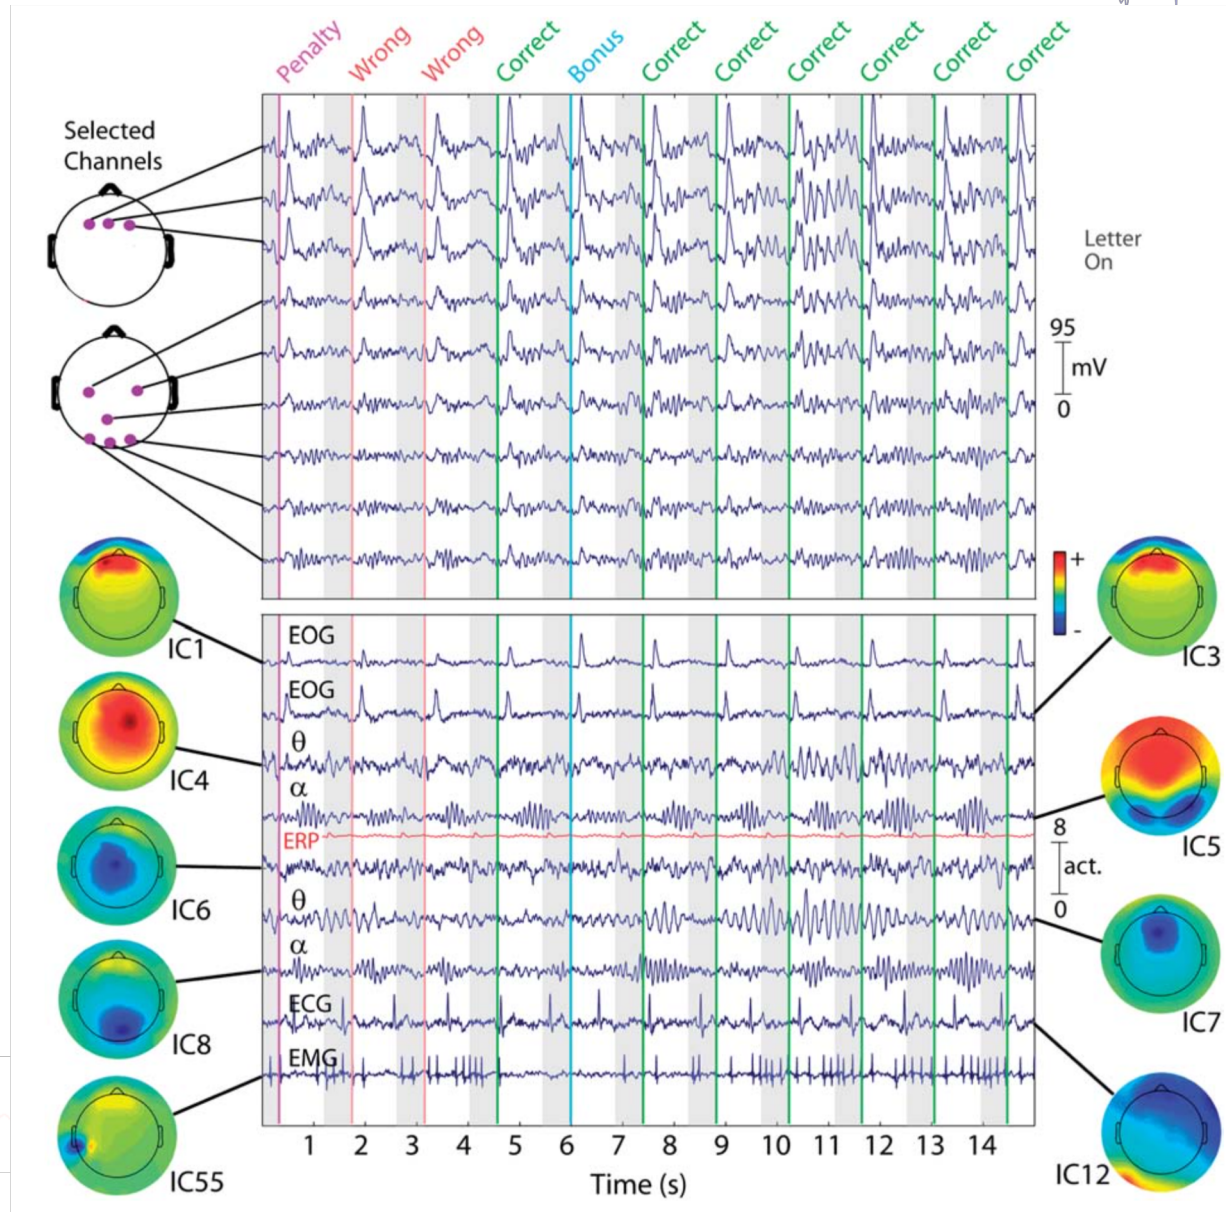 Penalty
Wrong
Wrong
Correct
Bonus
Correct
Correct
Correct
Correct
Correct
Correct
Selected
Channels
Letter
On
95
mV
0
+
-
IC1
IC3
IC4
IC5
IC6
IC7
IC8
IC12
IC55
EOG
EOG
θ
α
ERP
θ
α
ECG
EMG
8
act.
0
1 2 3 4 5 6 7 8 9 10 11 12 13 14
Time (s)